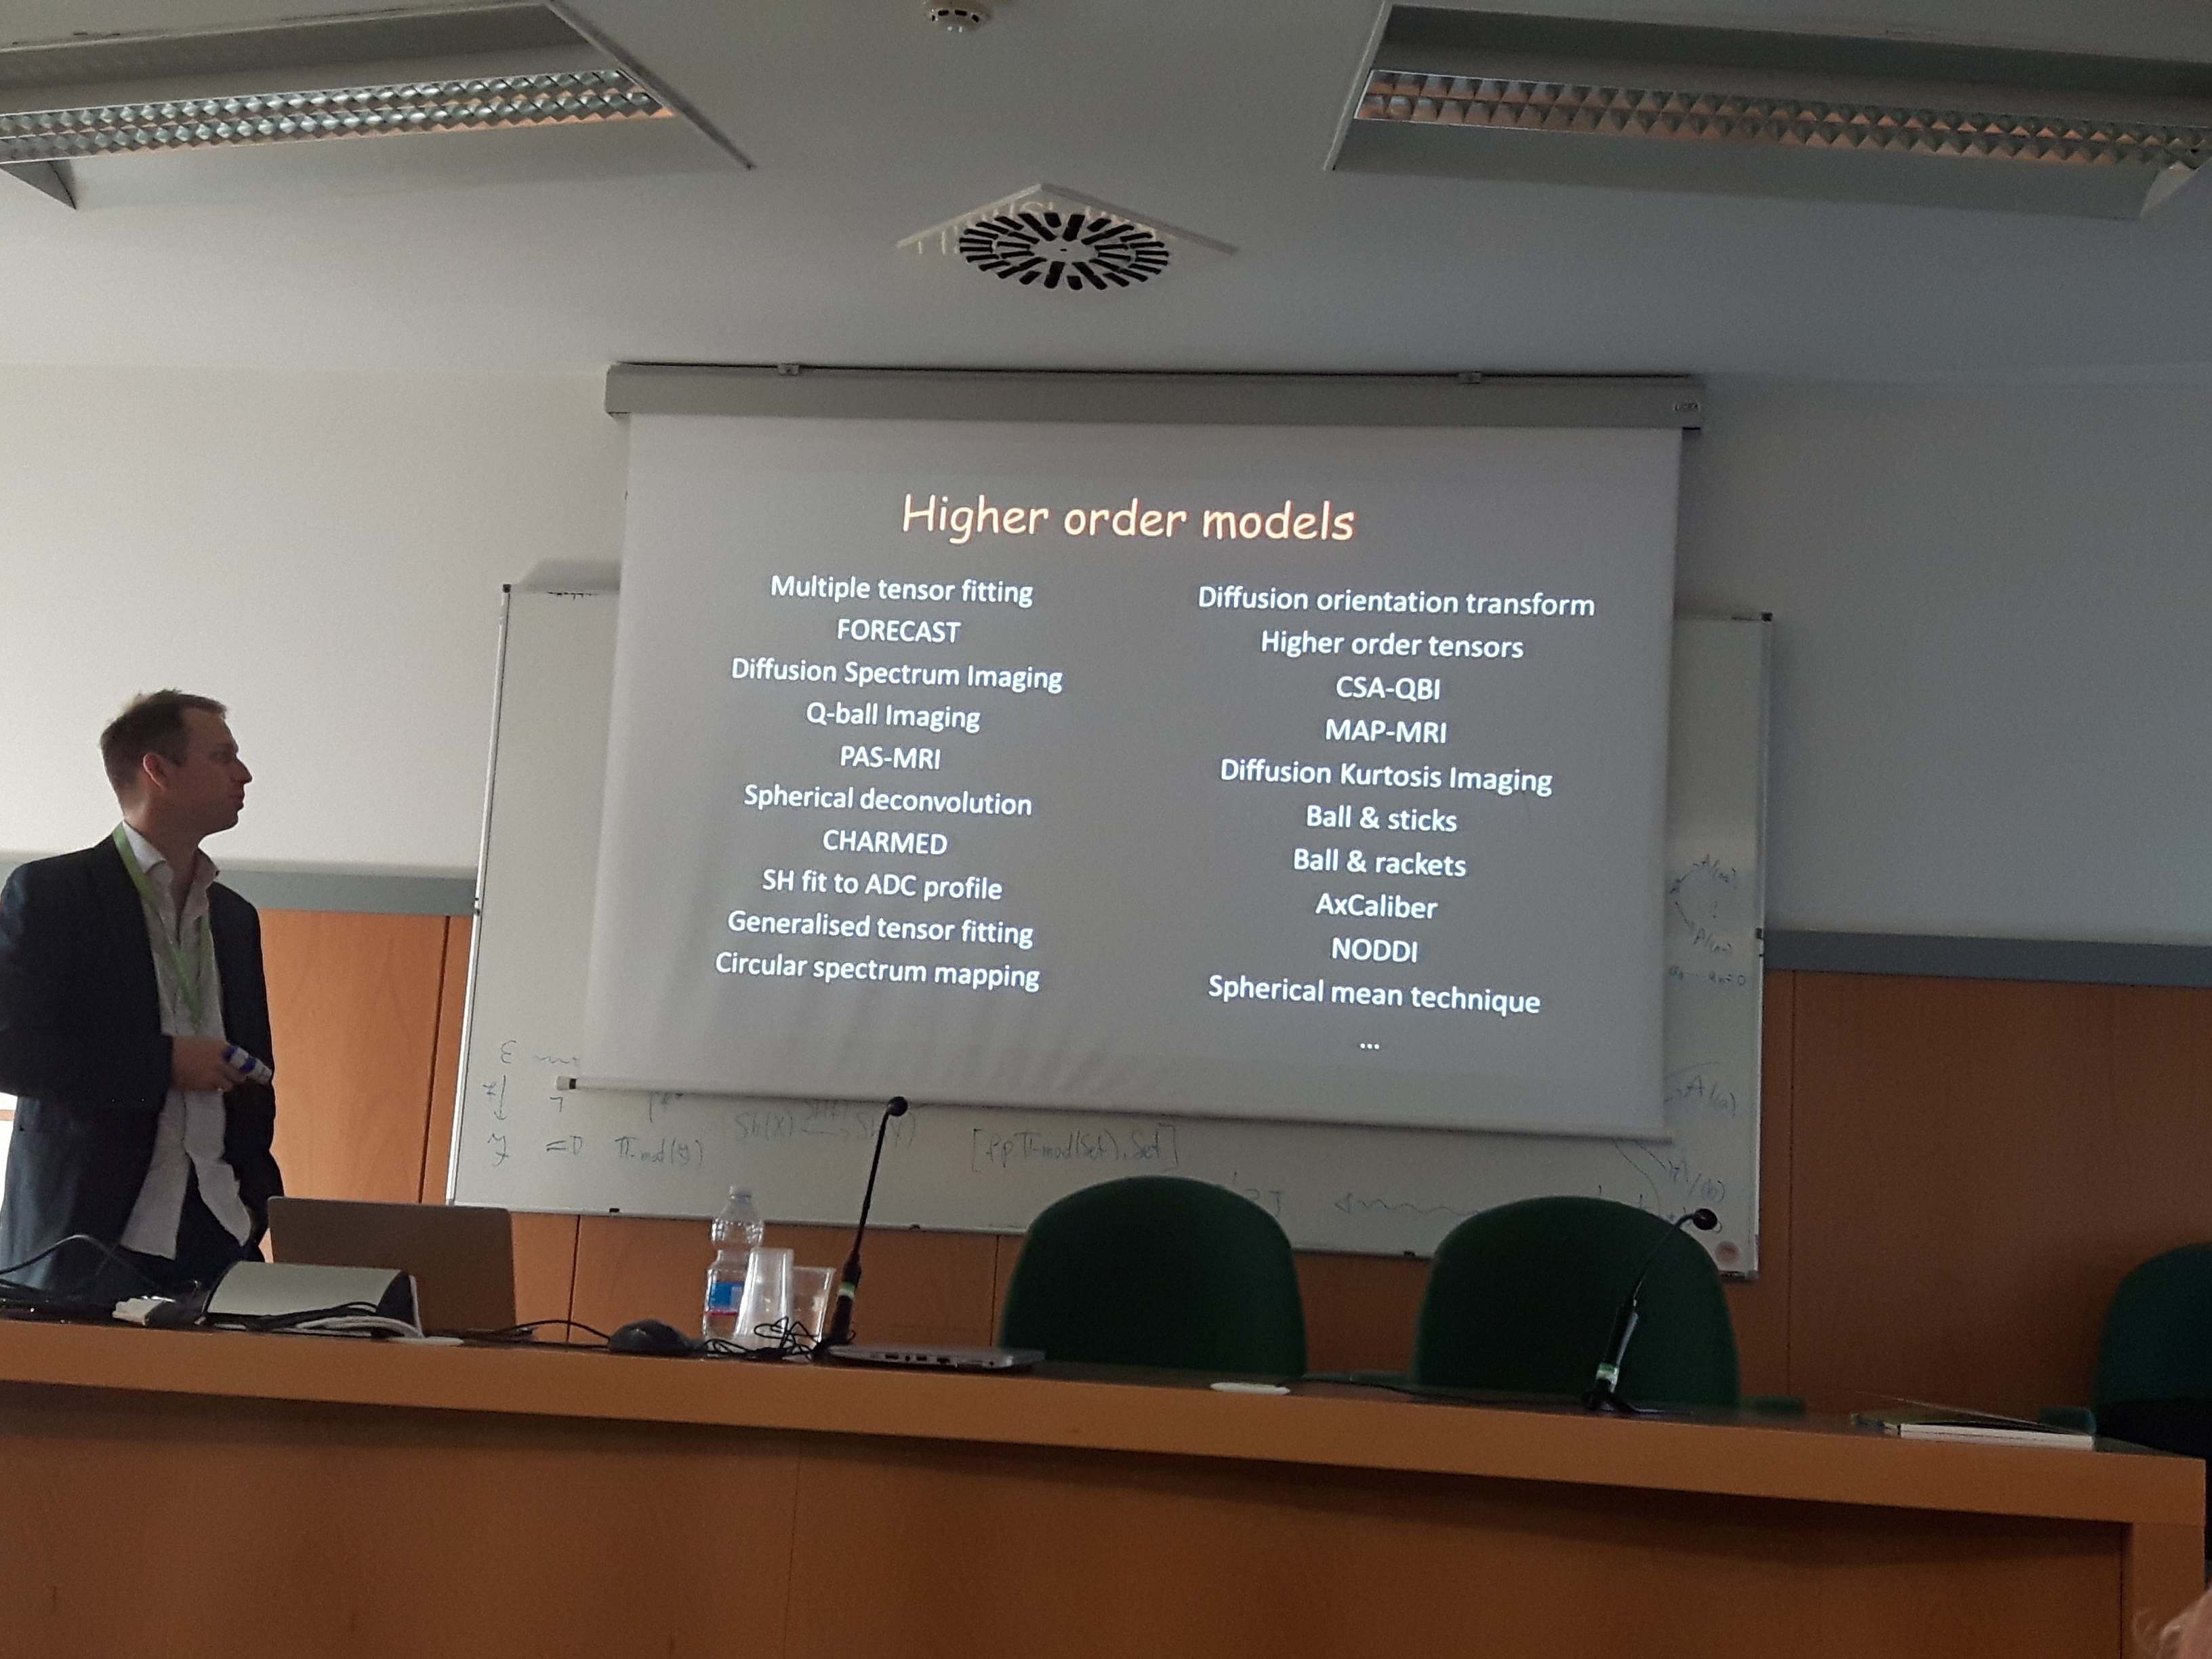 Higher order models
Multiple tensor fitting
FORECAST
Diffusion Spectrum Imaging
Q-ball Imaging
PAS-MRI
Spherical deconvolution
CHARMED
SH fit to ADC profile
Generalised tensor fitting
Circular spectrum mapping
Diffusion orientation transform
Higher order tensors
CSA-QBI
MAP-MRI
Diffusion Kurtosis Imaging
Ball & sticks
Ball & rackets
AxCaliber
NODDI
Spherical mean technique
...